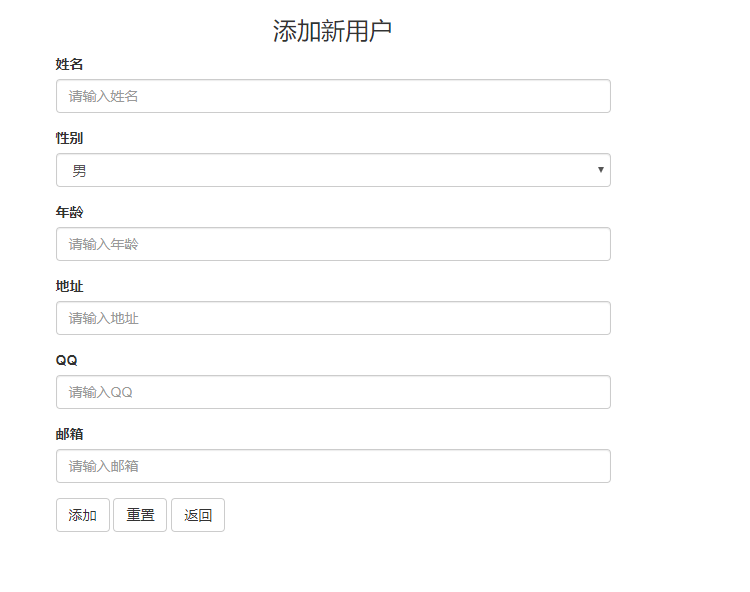 添加新用户
姓名
请输入姓名
性别
男
年龄
请输入年龄
地址
请输入地址
QQ
请输入QQ
邮箱
请输入邮箱
添加 重置 返回